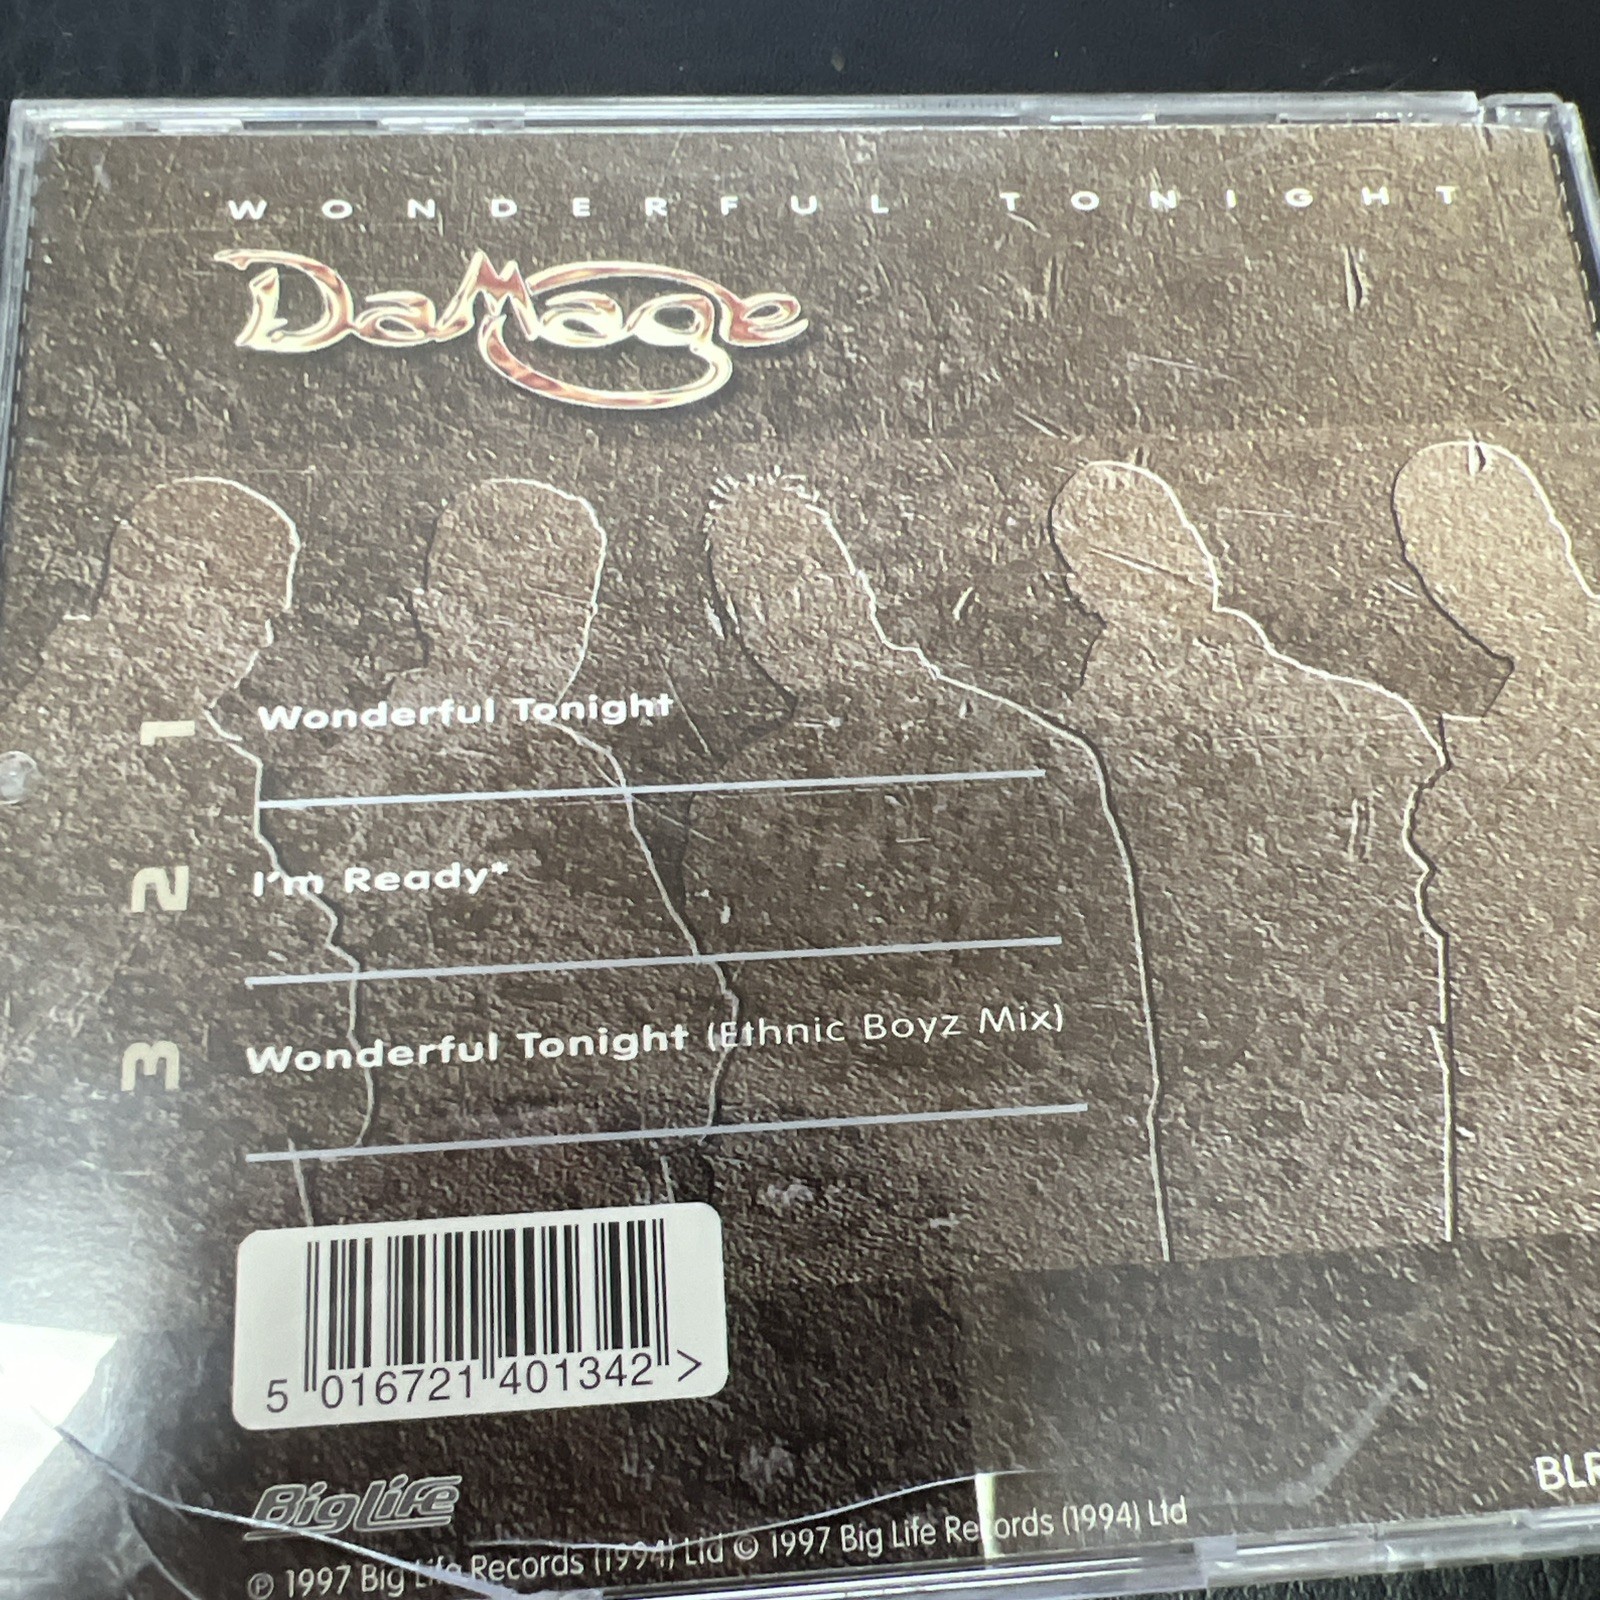 WONDERFUL TONIGHT
DaMage
1 Wonderful Tonight
2 I'm Ready*
3 Wonderful Tonight (Ethnic Boyz Mix)
5 016721 401342 >
Big Life
BLR
℗ 1997 Big Life Records (1994) Ltd © 1997 Big Life Records (1994) Ltd